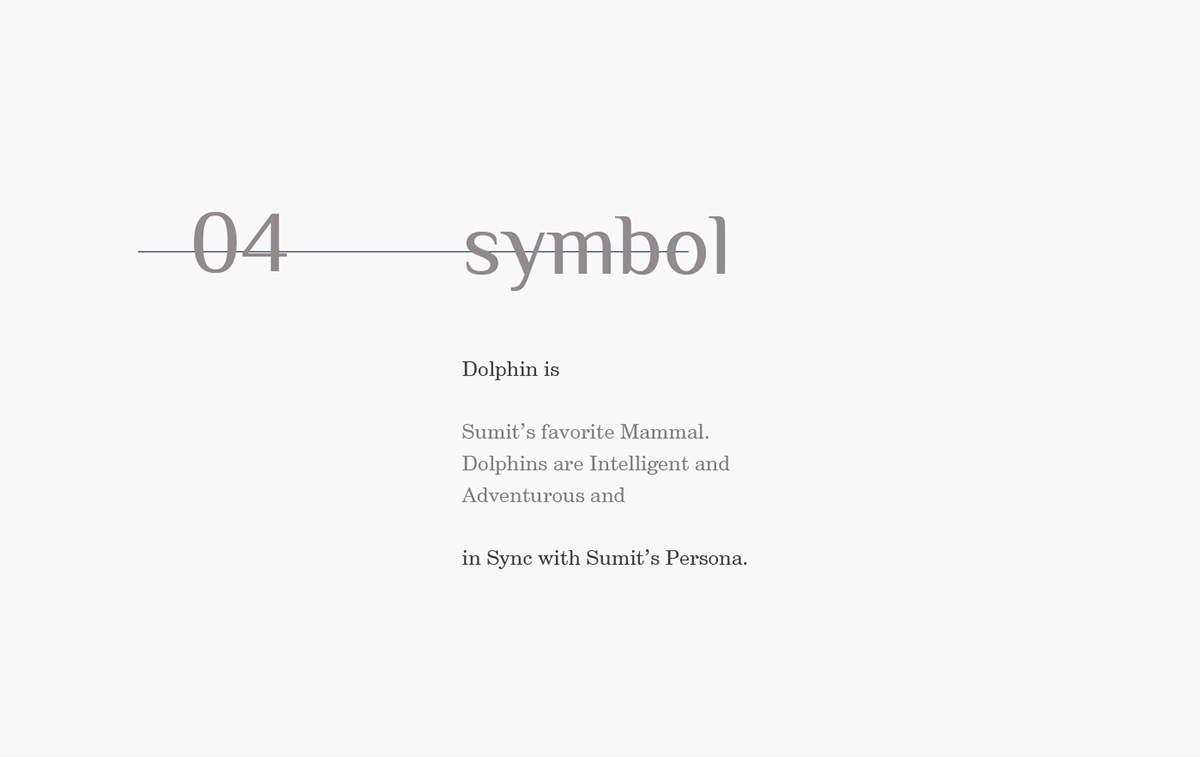 04 symbol
Dolphin is
Sumit’s favorite Mammal.
Dolphins are Intelligent and
Adventurous and
in Sync with Sumit’s Persona.